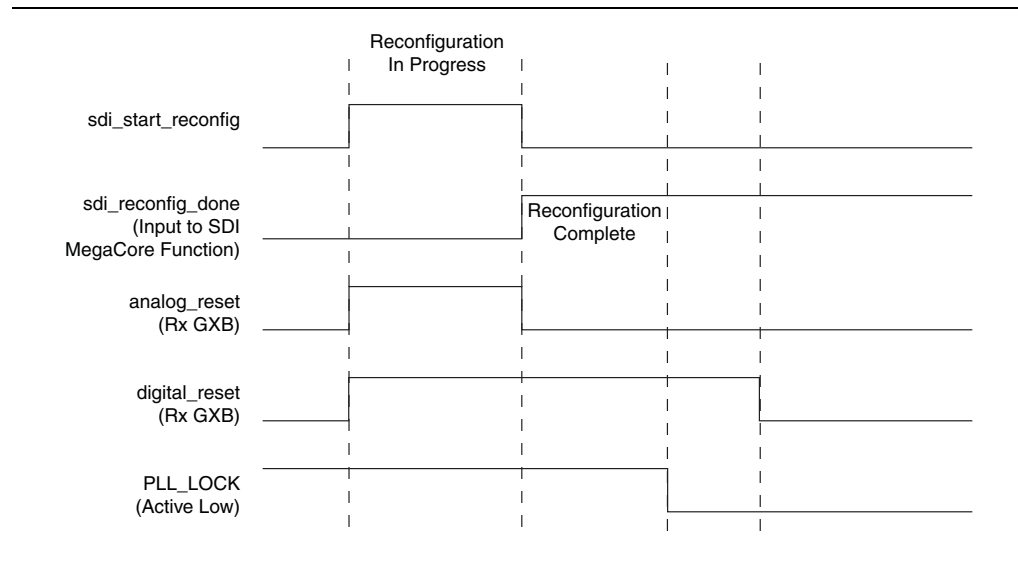 Reconfiguration
In Progress
sdi_start_reconfig
sdi_reconfig_done
(Input to SDI
MegaCore Function)
Reconfiguration
Complete
analog_reset
(Rx GXB)
digital_reset
(Rx GXB)
PLL_LOCK
(Active Low)